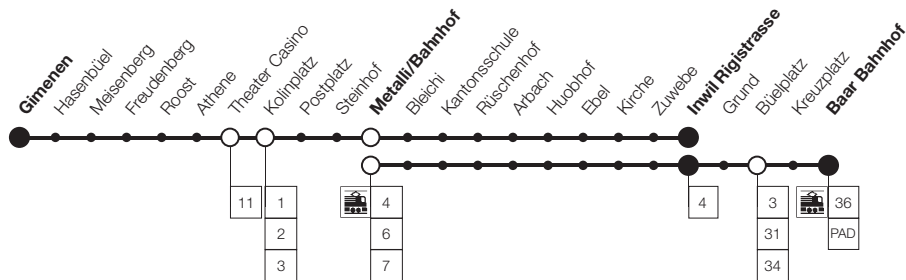 Gimenen
Hasenbüel
Meisenberg
Freudenberg
Roost
Athene
Theater Casino
Kolinplatz
Postplatz
Steinhof
Metalli/Bahnhof
Bleichi
Kantonsschule
Rüschenhof
Arbach
Huobhof
Ebel
Kirche
Zuwebe
Inwil Rigistrasse
Grund
Büelplatz
Kreuzplatz
Baar Bahnhof
11
1
4
4
3
36
2
6
31
PAD
3
7
34